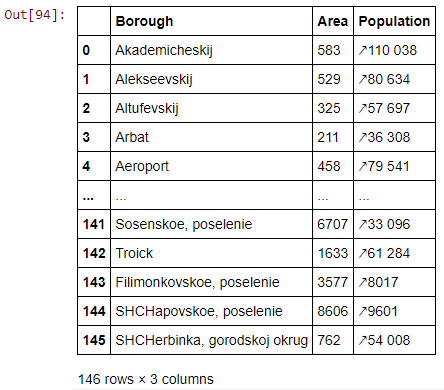 Out[94]:
Borough Area Population
0 Akademicheskij 583 ↗110 038
1 Alekseevskij 529 ↗80 634
2 Altufevskij 325 ↗57 697
3 Arbat 211 ↗36 308
4 Aeroport 458 ↗79 541
... ... ... ...
141 Sosenskoe, poselenie 6707 ↗33 096
142 Troick 1633 ↗61 284
143 Filimonkovskoe, poselenie 3577 ↗8017
144 SHCHapovskoe, poselenie 8606 ↗9601
145 SHCHerbinka, gorodskoj okrug 762 ↗54 008
146 rows × 3 columns